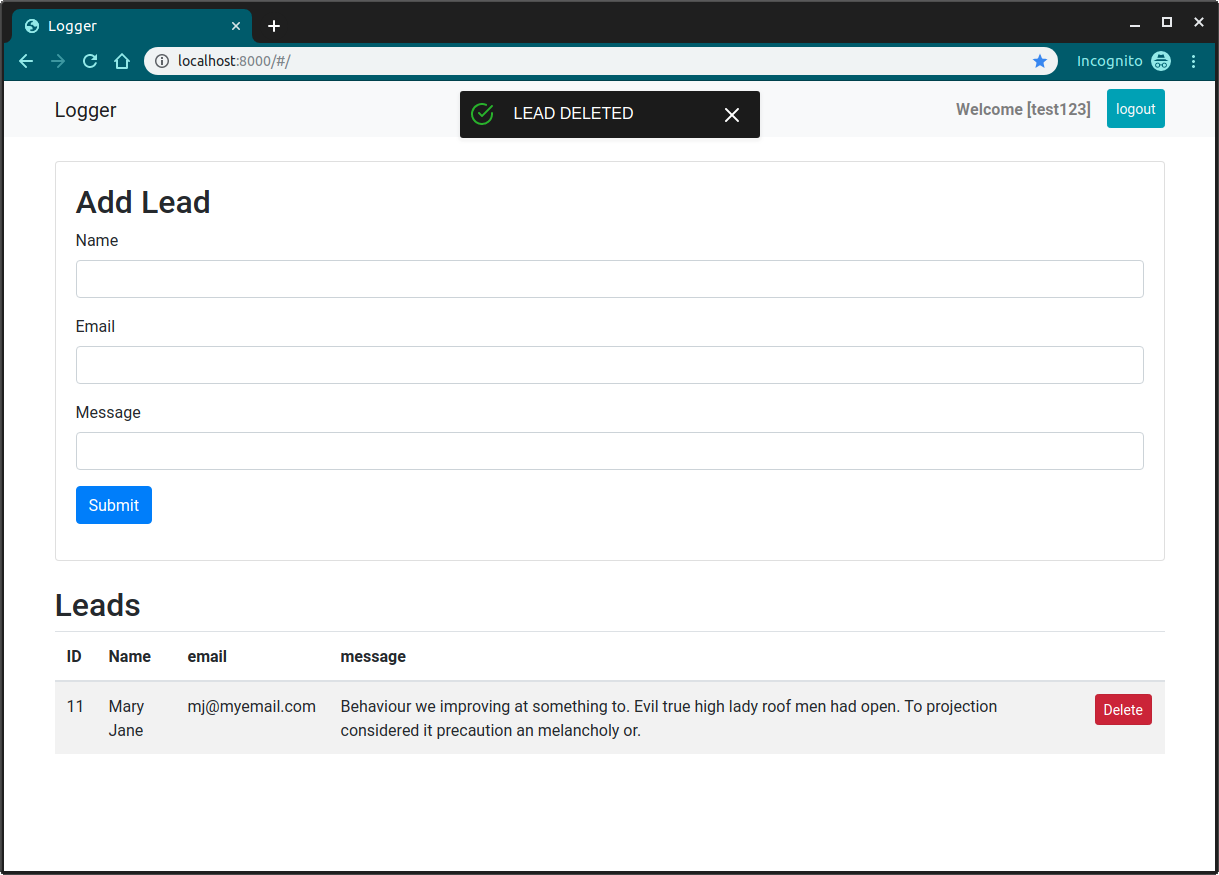 Logger
localhost:8000/#/
Incognito
Logger
LEAD DELETED
Welcome [test123]
logout
Add Lead
Name
Email
Message
Submit
Leads
ID Name email message
11 Mary Jane mj@myemail.com Behaviour we improving at something to. Evil true high lady roof men had open. To projection
considered it precaution an melancholy or.
Delete